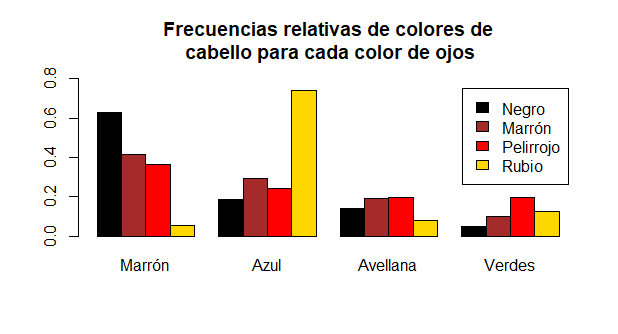 Frecuencias relativas de colores de
cabello para cada color de ojos
0.8
0.6
0.4
0.2
0.0
Negro
Marrón
Pelirrojo
Rubio
Marrón
Azul
Avellana
Verdes